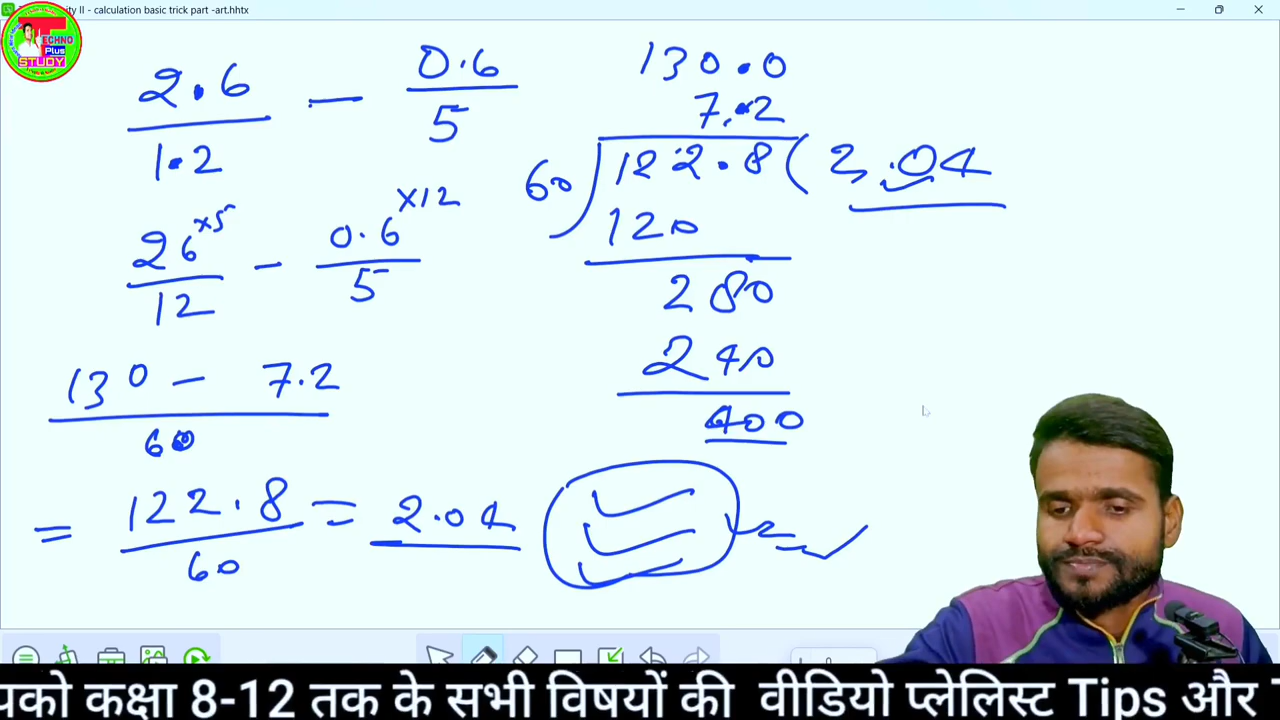 ity II - calculation basic trick part -art.hhtx
TECHNO
Plus
STUDY
2.6 / 1.2 — 0.6 / 5
26 ×5 / 12 — 0.6 ×12 / 5
130 — 7.2 / 60
= 122.8 / 60 = 2.04
130.0
7.2
60 122.8 ( 2.04
120
280
240
400
पको कक्षा 8-12 तक के सभी विषयों की वीडियो प्लेलिस्ट Tips और